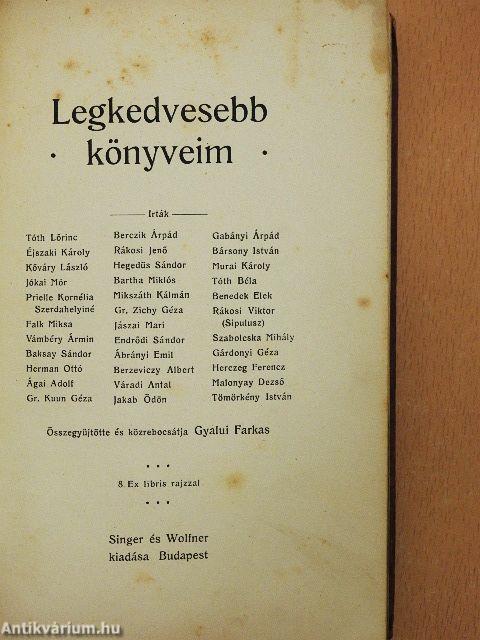 Legkedvesebb
· könyveim ·
Irták
Tóth Lőrinc
Éjszaki Károly
Kőváry László
Jókai Mór
Prielle Kornélia
Szerdahelyiné
Falk Miksa
Vámbéry Ármin
Baksay Sándor
Herman Ottó
Ágai Adolf
Gr. Kuun Géza
Berczik Árpád
Rákosi Jenő
Hegedüs Sándor
Bartha Miklós
Mikszáth Kálmán
Gr. Zichy Géza
Jászai Mari
Endrődi Sándor
Ábrányi Emil
Berzeviczy Albert
Váradi Antal
Jakab Ödön
Gabányi Árpád
Bársony István
Murai Károly
Tóth Béla
Benedek Elek
Rákosi Viktor
(Sipulusz)
Szabolcska Mihály
Gárdonyi Géza
Herczeg Ferencz
Malonyay Dezső
Tömörkény István
Összegyüjtötte és közrebocsátja Gyalui Farkas
8 Ex libris rajzzal
Singer és Wolfner
kiadása Budapest
Antikvárium.hu